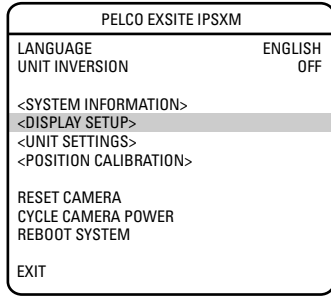 PELCO EXSITE IPSXM
LANGUAGE ENGLISH
UNIT INVERSION OFF
<SYSTEM INFORMATION>
<DISPLAY SETUP>
<UNIT SETTINGS>
<POSITION CALIBRATION>
RESET CAMERA
CYCLE CAMERA POWER
REBOOT SYSTEM
EXIT